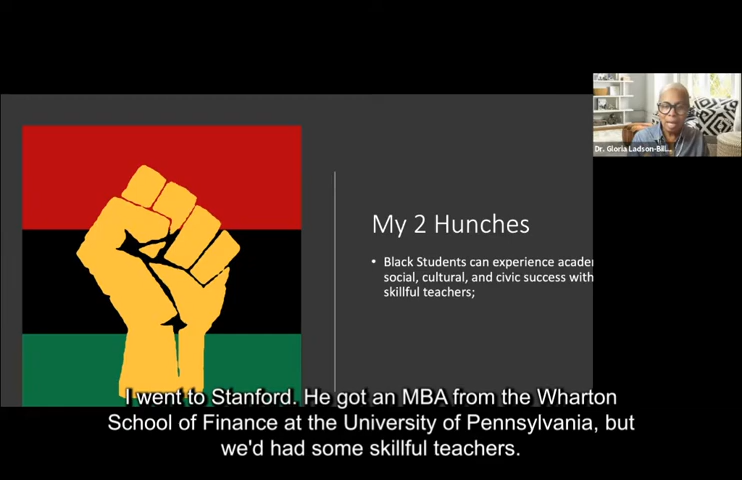 Dr. Gloria Ladson-Bil...
My 2 Hunches
• Black Students can experience acader
social, cultural, and civic success with
skillful teachers;
I went to Stanford. He got an MBA from the Wharton
School of Finance at the University of Pennsylvania, but
we'd had some skillful teachers.